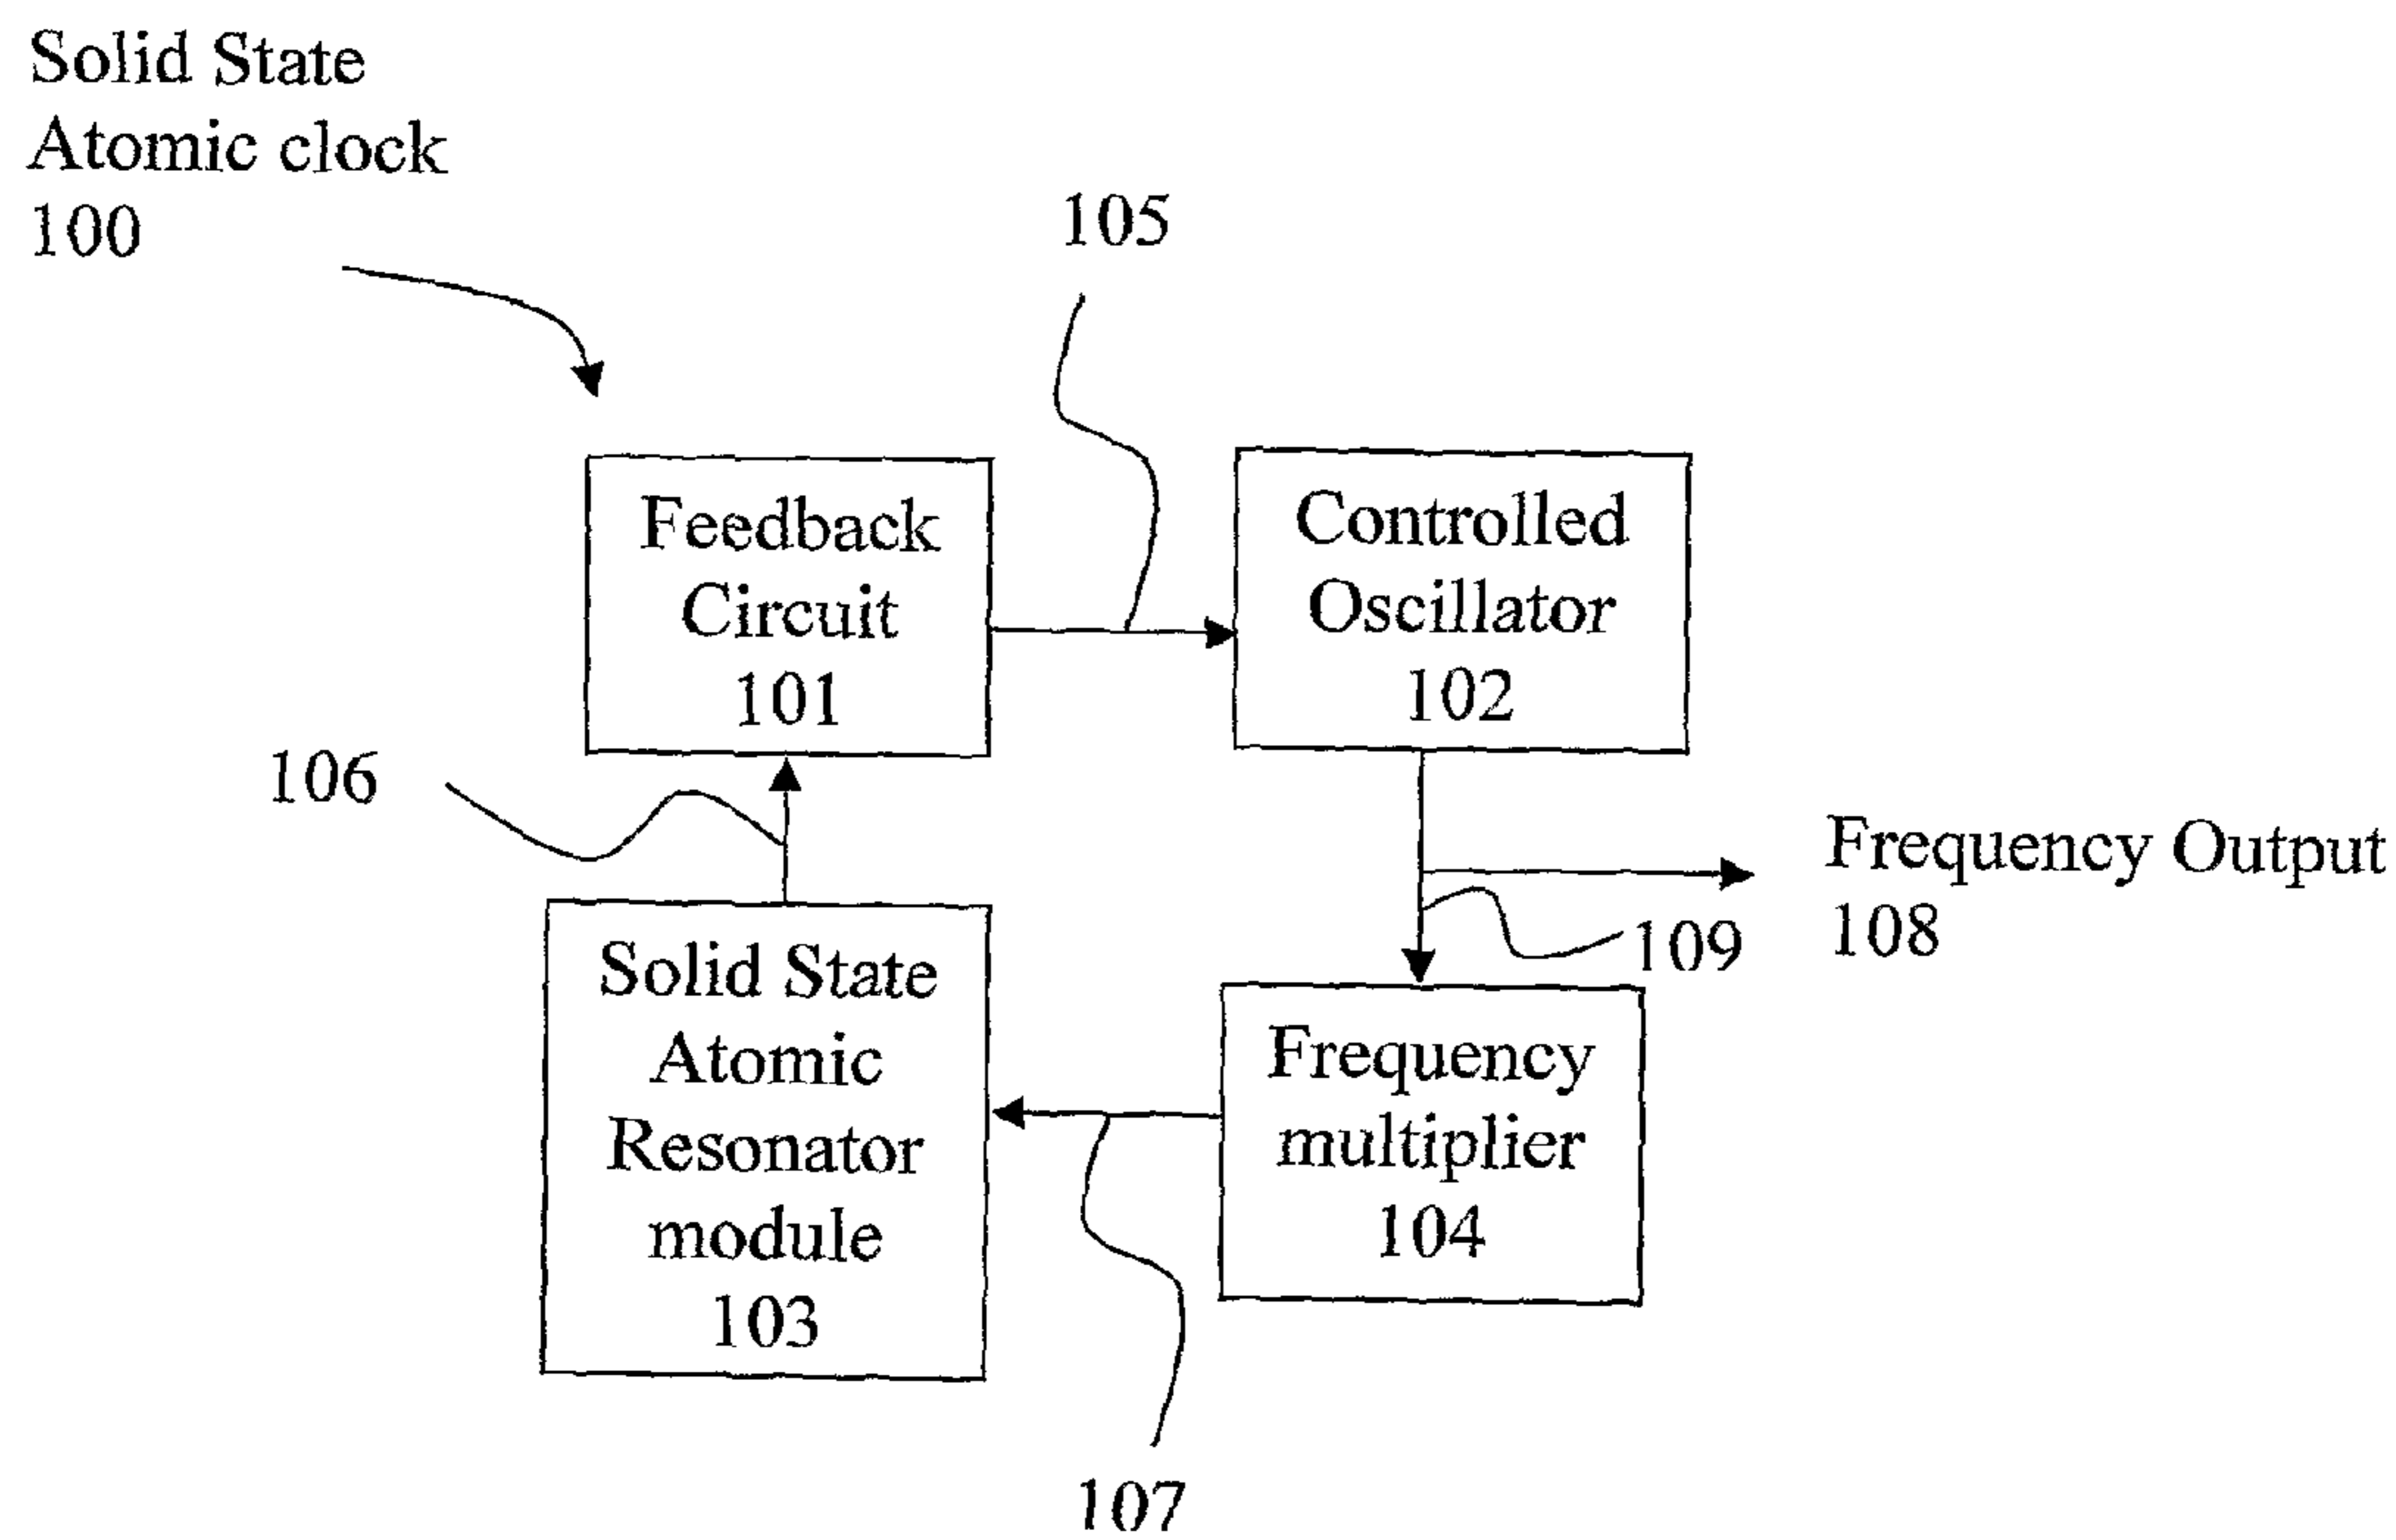 Solid State
Atomic clock
100
105
Feedback
Circuit
101
Controlled
Oscillator
102
106
Frequency Output
108
109
Solid State
Atomic
Resonator
module
103
Frequency
multiplier
104
107